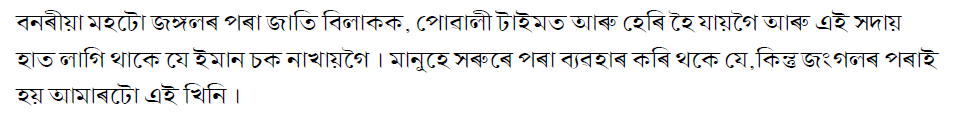 বনৰীয়া মহটো জঙ্গলৰ পৰা জাতি বিলাকক, পোৱালী টাইমত আৰু হেৰি হৈ যায়গৈ আৰু এই সদায়
হাত লাগি থাকে যে ইমান চক নাখায়গৈ । মানুহে সৰুৰে পৰা ব্যবহাৰ কৰি থকে যে,কিন্তু জংগলৰ পৰাই
হয় আমাৰটো এই খিনি ।